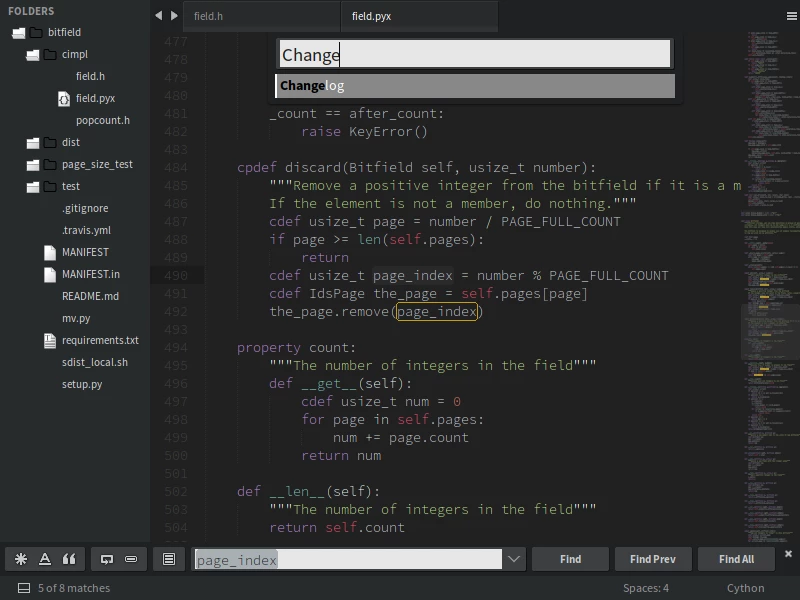 FOLDERS
bitfield
cimpl
field.h
field.pyx
popcount.h
dist
page_size_test
test
.gitignore
.travis.yml
MANIFEST
MANIFEST.in
README.md
mv.py
requirements.txt
sdist_local.sh
setup.py
field.h
field.pyx
Change
Changelog
477
478
479
480
481 _count == after_count:
482 raise KeyError()
483
484 cpdef discard(Bitfield self, usize_t number):
485 """Remove a positive integer from the bitfield if it is a m
486 If the element is not a member, do nothing."""
487 cdef usize_t page = number / PAGE_FULL_COUNT
488 if page >= len(self.pages):
489 return
490 cdef usize_t page_index = number % PAGE_FULL_COUNT
491 cdef IdsPage the_page = self.pages[page]
492 the_page.remove(page_index)
493
494 property count:
495 """The number of integers in the field"""
496 def __get__(self):
497 cdef usize_t num = 0
498 for page in self.pages:
499 num += page.count
500 return num
501
502 def __len__(self):
503 """The number of integers in the field"""
504 return self.count
page_index
Find
Find Prev
Find All
5 of 8 matches
Spaces: 4
Cython